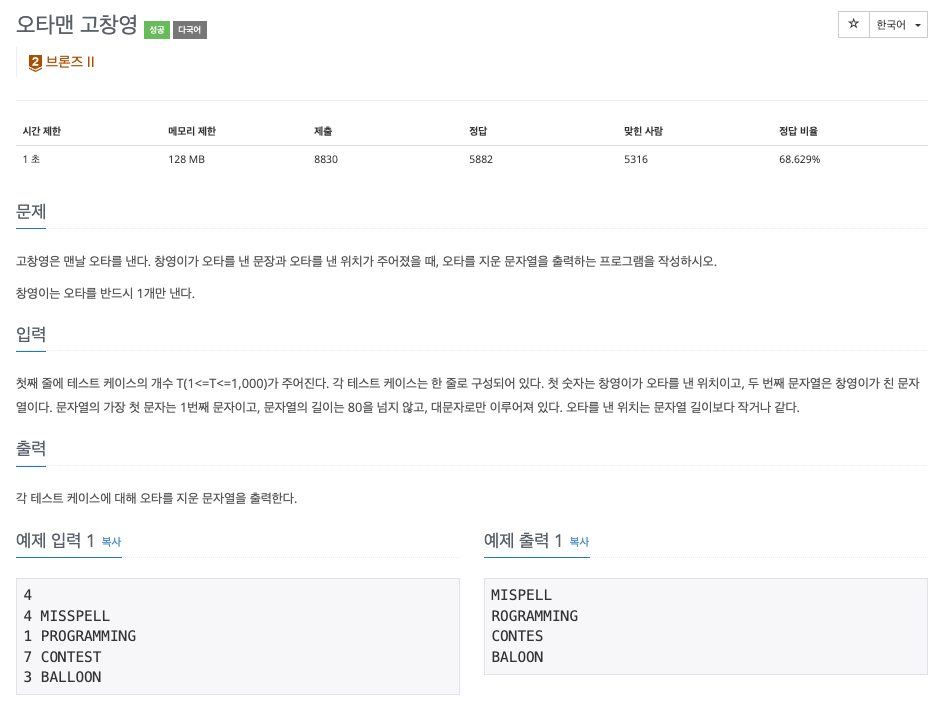 오타맨 고창영 성공 다국어
☆ 한국어
2 브론즈 II
시간 제한 메모리 제한 제출 정답 맞힌 사람 정답 비율
1 초 128 MB 8830 5882 5316 68.629%
문제
고창영은 맨날 오타를 낸다. 창영이가 오타를 낸 문장과 오타를 낸 위치가 주어졌을 때, 오타를 지운 문자열을 출력하는 프로그램을 작성하시오.
창영이는 오타를 반드시 1개만 낸다.
입력
첫째 줄에 테스트 케이스의 개수 T(1<=T<=1,000)가 주어진다. 각 테스트 케이스는 한 줄로 구성되어 있다. 첫 숫자는 창영이가 오타를 낸 위치이고, 두 번째 문자열은 창영이가 친 문자
열이다. 문자열의 가장 첫 문자는 1번째 문자이고, 문자열의 길이는 80을 넘지 않고, 대문자로만 이루어져 있다. 오타를 낸 위치는 문자열 길이보다 작거나 같다.
출력
각 테스트 케이스에 대해 오타를 지운 문자열을 출력한다.
예제 입력 1 복사
4
4 MISSPELL
1 PROGRAMMING
7 CONTEST
3 BALLOON
예제 출력 1 복사
MISPELL
ROGRAMMING
CONTES
BALOON